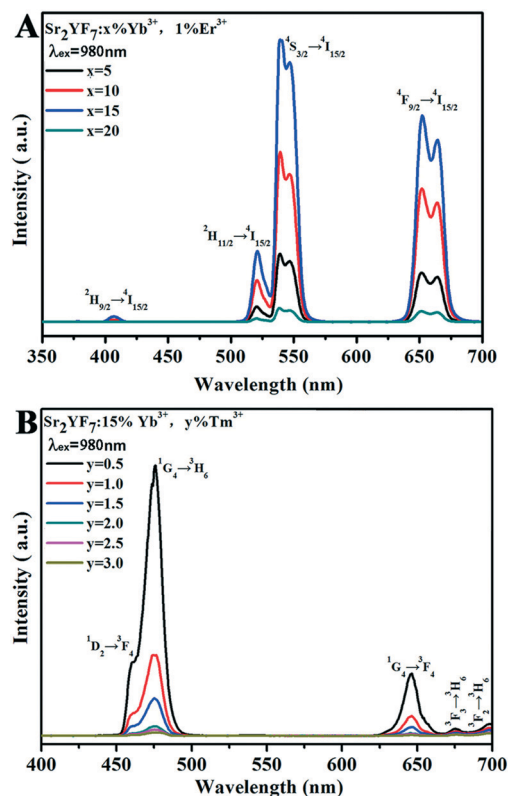 A
Sr₂YF₇:x%Yb³⁺, 1%Er³⁺
λex=980nm
x=5
x=10
x=15
x=20
⁴S₃/₂→⁴I₁₅/₂
⁴F₉/₂→⁴I₁₅/₂
²H₁₁/₂→⁴I₁₅/₂
²H₉/₂→⁴I₁₅/₂
Intensity ( a.u.)
350 400 450 500 550 600 650 700
Wavelength (nm)
B
Sr₂YF₇:15% Yb³⁺, y%Tm³⁺
λex=980nm
y=0.5
y=1.0
y=1.5
y=2.0
y=2.5
y=3.0
¹G₄→³H₆
¹D₂→³F₄
¹G₄→³F₄
³F₃→³H₆
³F₂→³H₆
Intensity ( a.u.)
400 450 500 550 600 650 700
Wavelength (nm)